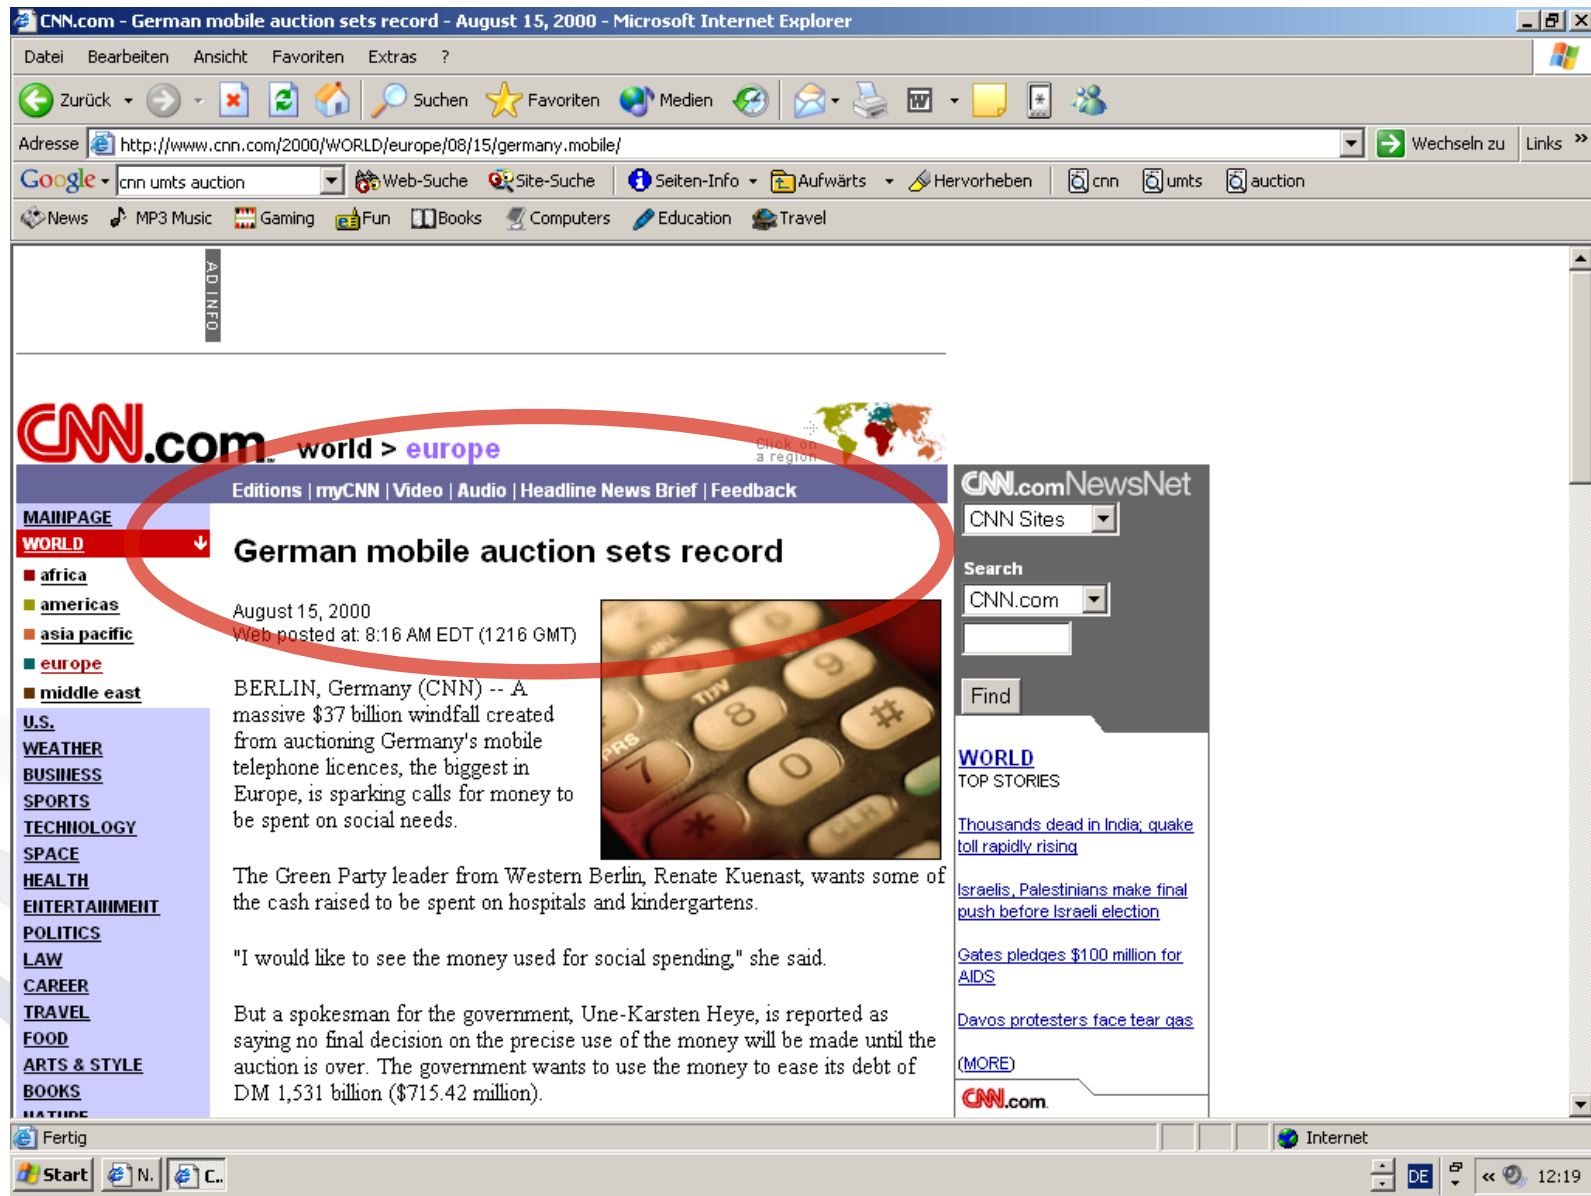 CNN.com - German mobile auction sets record - August 15, 2000 - Microsoft Internet Explorer
Datei Bearbeiten Ansicht Favoriten Extras ?
Zurück Suchen Favoriten Medien
Adresse http://www.cnn.com/2000/WORLD/europe/08/15/germany.mobile/ Wechseln zu Links »
Google cnn umts auction Web-Suche Site-Suche Seiten-Info Aufwärts Hervorheben cnn umts auction
News MP3 Music Gaming Fun Books Computers Education Travel
AD INFO
CNN.com world > europe
Click on
a region
Editions | myCNN | Video | Audio | Headline News Brief | Feedback
MAINPAGE
WORLD
africa
americas
asia pacific
europe
middle east
U.S.
WEATHER
BUSINESS
SPORTS
TECHNOLOGY
SPACE
HEALTH
ENTERTAINMENT
POLITICS
LAW
CAREER
TRAVEL
FOOD
ARTS & STYLE
BOOKS
NATURE
German mobile auction sets record
August 15, 2000
Web posted at: 8:16 AM EDT (1216 GMT)
BERLIN, Germany (CNN) -- A
massive $37 billion windfall created
from auctioning Germany's mobile
telephone licences, the biggest in
Europe, is sparking calls for money to
be spent on social needs.
The Green Party leader from Western Berlin, Renate Kuenast, wants some of
the cash raised to be spent on hospitals and kindergartens.
"I would like to see the money used for social spending," she said.
But a spokesman for the government, Une-Karsten Heye, is reported as
saying no final decision on the precise use of the money will be made until the
auction is over. The government wants to use the money to ease its debt of
DM 1,531 billion ($715.42 million).
9
8
#
TUV
PRS
7
0
*
CLR
CNN.comNewsNet
CNN Sites
Search
CNN.com
Find
WORLD
TOP STORIES
Thousands dead in India; quake
toll rapidly rising
Israelis, Palestinians make final
push before Israeli election
Gates pledges $100 million for
AIDS
Davos protesters face tear gas
(MORE)
CNN.com
Fertig Internet
Start N. C.. DE « 12:19